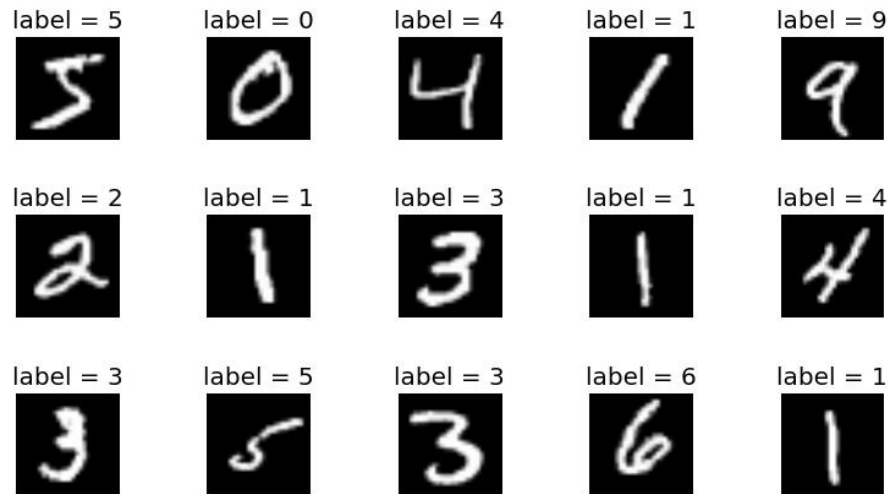 label = 5 label = 0 label = 4 label = 1 label = 9
5 0 4 1 9
label = 2 label = 1 label = 3 label = 1 label = 4
2 1 3 1 4
label = 3 label = 5 label = 3 label = 6 label = 1
3 5 3 6 1